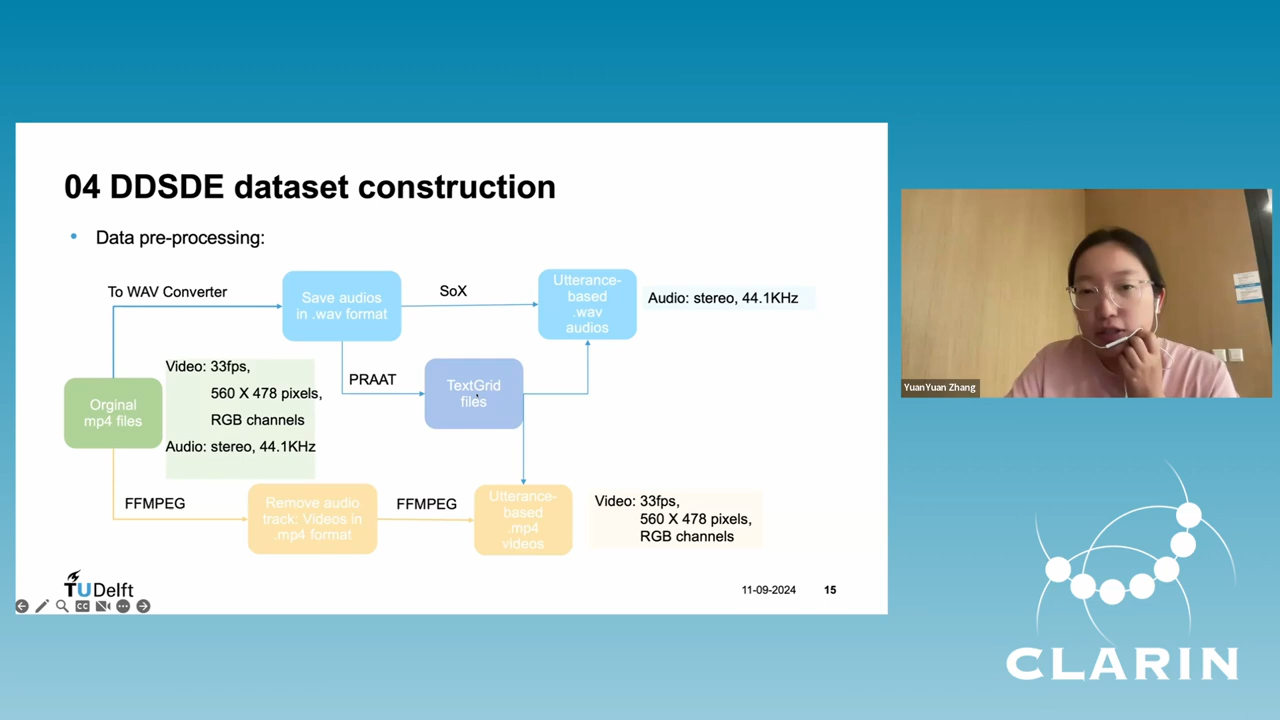 04 DDSDE dataset construction
• Data pre-processing:
To WAV Converter
Save audios
in .wav format
SoX
Utterance-
based
.wav
audios
Audio: stereo, 44.1KHz
Video: 33fps,
560 X 478 pixels,
RGB channels
Audio: stereo, 44.1KHz
PRAAT
TextGrid
files
Orginal
mp4 files
FFMPEG
Remove audio
track: Videos in
.mp4 format
FFMPEG
Utterance-
based
.mp4
videos
Video: 33fps,
560 X 478 pixels,
RGB channels
TUDelft
11-09-2024
15
CC
YuanYuan Zhang
CLARIN